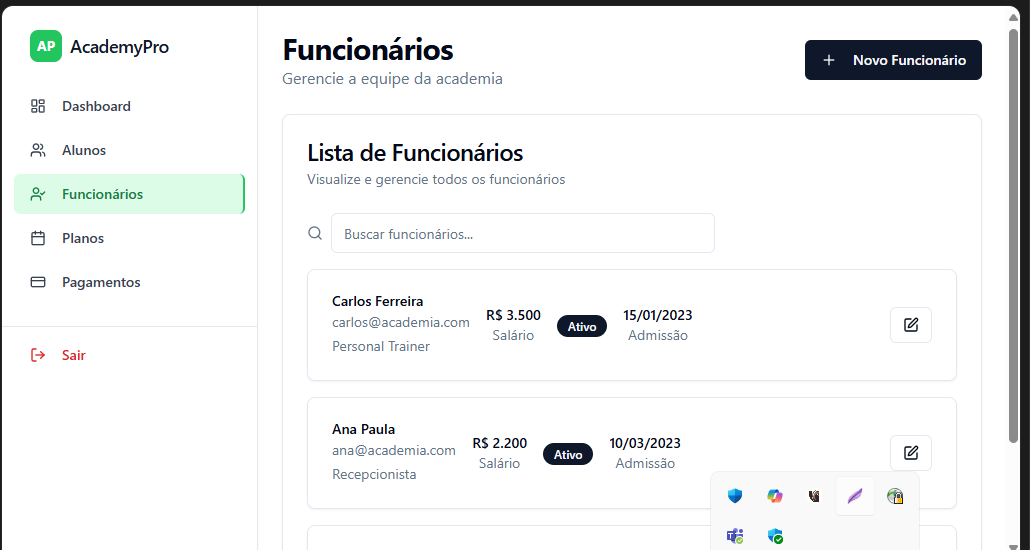 AP AcademyPro
Dashboard
Alunos
Funcionários
Planos
Pagamentos
Sair
Funcionários
Gerencie a equipe da academia
+ Novo Funcionário
Lista de Funcionários
Visualize e gerencie todos os funcionários
Buscar funcionários...
Carlos Ferreira
carlos@academia.com
Personal Trainer
R$ 3.500
Salário
Ativo
15/01/2023
Admissão
Ana Paula
ana@academia.com
Recepcionista
R$ 2.200
Salário
Ativo
10/03/2023
Admissão